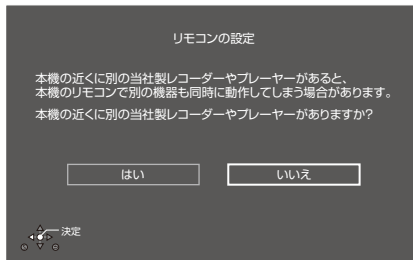 リモコンの設定
本機の近くに別の当社製レコーダーやプレーヤーがあると、
本機のリモコンで別の機器も同時に動作してしまう場合があります。
本機の近くに別の当社製レコーダーやプレーヤーがありますか？
はい
いいえ
決定